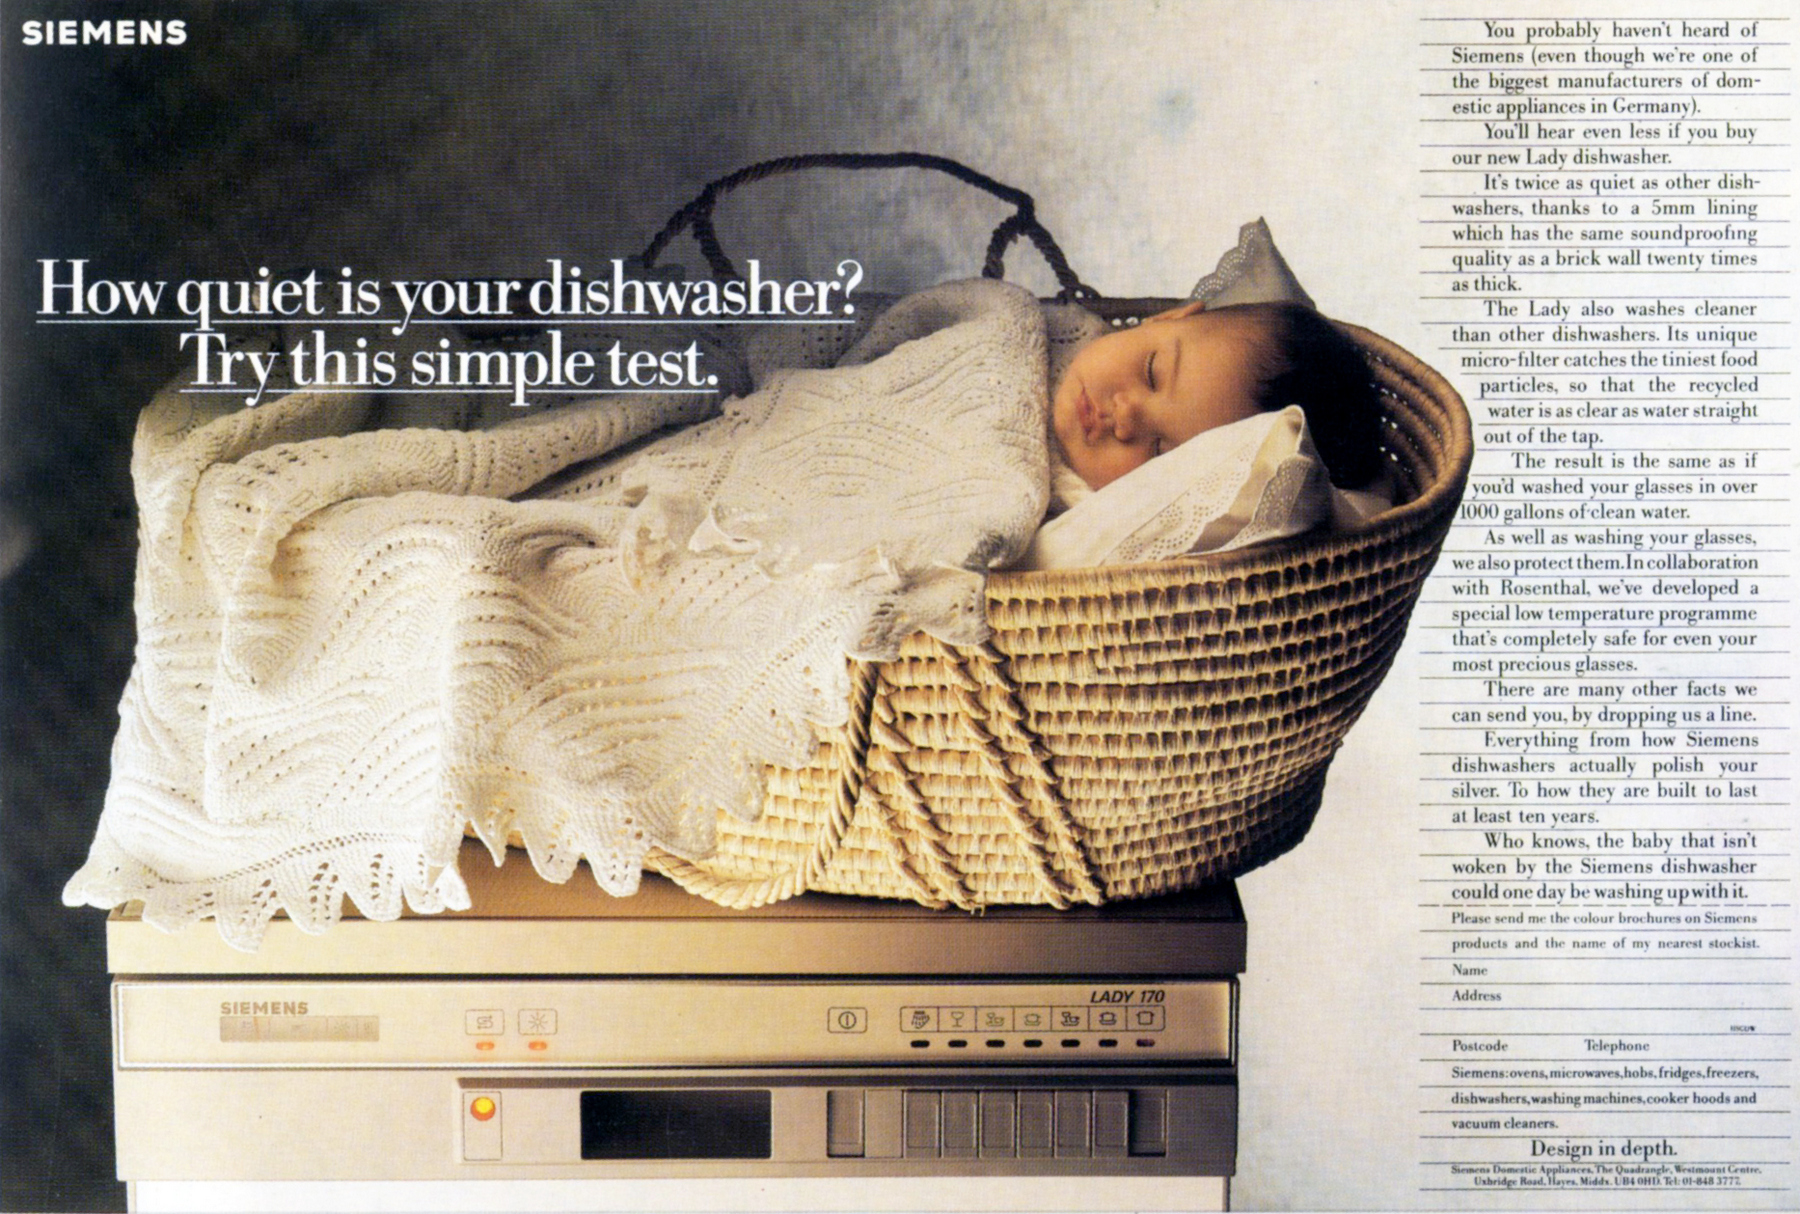 SIEMENS
How quiet is your dishwasher?
Try this simple test.
SIEMENS
LADY 170
You probably haven't heard of
Siemens (even though we're one of
the biggest manufacturers of dom-
estic appliances in Germany).
You'll hear even less if you buy
our new Lady dishwasher.
It's twice as quiet as other dish-
washers, thanks to a 5mm lining
which has the same soundproofing
quality as a brick wall twenty times
as thick.
The Lady also washes cleaner
than other dishwashers. Its unique
micro-filter catches the tiniest food
particles, so that the recycled
water is as clear as water straight
out of the tap.
The result is the same as if
you'd washed your glasses in over
1000 gallons of clean water.
As well as washing your glasses,
we also protect them. In collaboration
with Rosenthal, we've developed a
special low temperature programme
that's completely safe for even your
most precious glasses.
There are many other facts we
can send you, by dropping us a line.
Everything from how Siemens
dishwashers actually polish your
silver. To how they are built to last
at least ten years.
Who knows, the baby that isn't
woken by the Siemens dishwasher
could one day be washing up with it.
Please send me the colour brochures on Siemens
products and the name of my nearest stockist.
Name
Address
Postcode Telephone
Siemens: ovens, microwaves, hobs, fridges, freezers,
dishwashers, washing machines, cooker hoods and
vacuum cleaners.
Design in depth.
Siemens Domestic Appliances, The Quadrangle, Westmount Centre,
Uxbridge Road, Hayes, Middx. UB4 0HD. Tel: 01-848 3777.